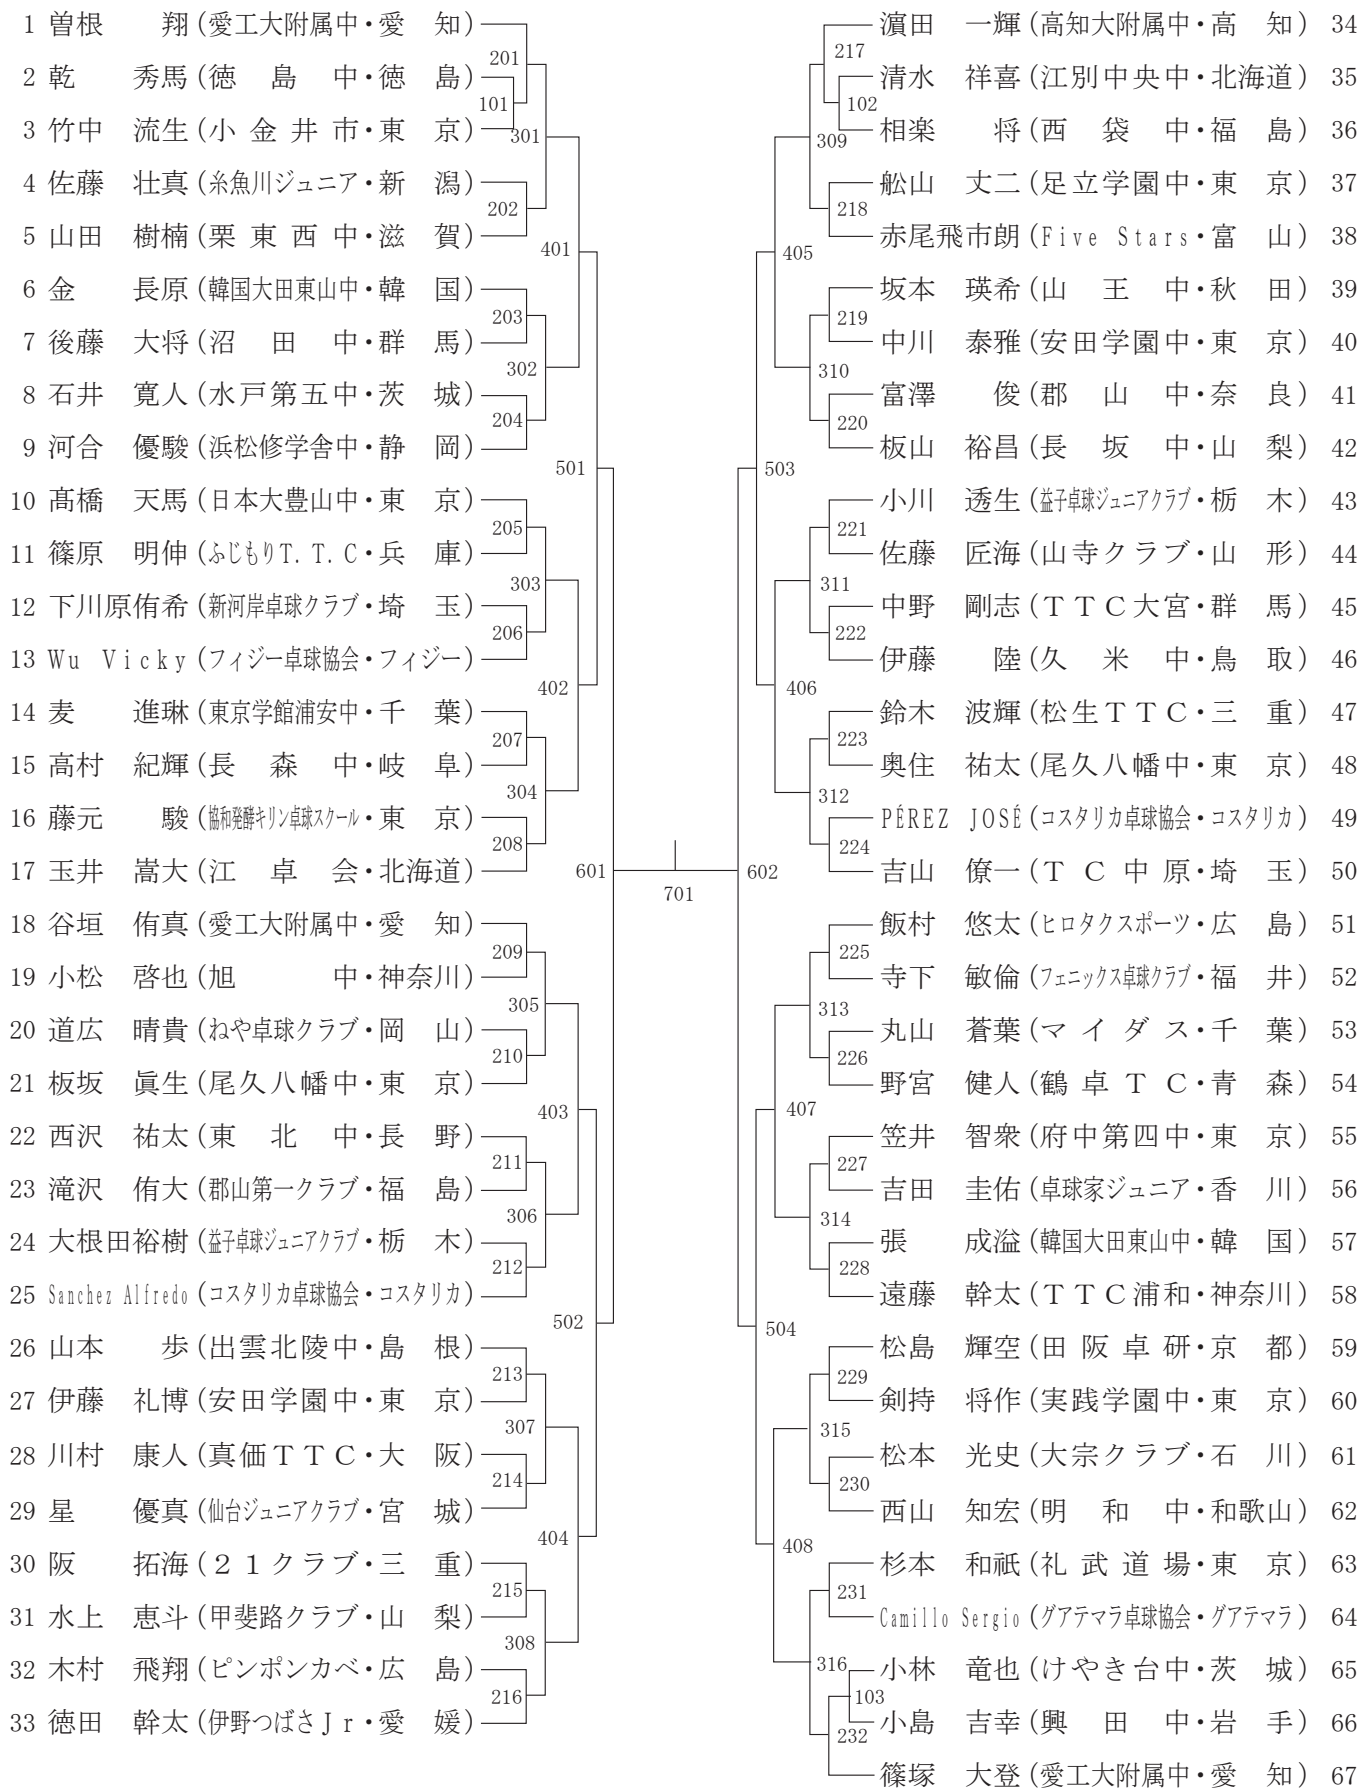 1 曽根 翔 (愛工大附属中・愛 知)
2 乾 秀馬 (徳島中・徳 島)
3 竹中 流生 (小金井市・東 京)
4 佐藤 壮真 (糸魚川ジュニア・新 潟)
5 山田 樹楠 (栗東西中・滋 賀)
6 金 長原 (韓国大田東山中・韓 国)
7 後藤 大将 (沼田中・群 馬)
8 石井 寛人 (水戸第五中・茨 城)
9 河合 優駿 (浜松修学舎中・静 岡)
10 髙橋 天馬 (日本大豊山中・東 京)
11 篠原 明伸 (ふじもりT.T.C・兵 庫)
12 下川原侑希 (新河岸卓球クラブ・埼 玉)
13 Wu Vicky (フィジー卓球協会・フィジー)
14 麦 進琳 (東京学館浦安中・千 葉)
15 高村 紀輝 (長森中・岐 阜)
16 藤元 駿 (協和発酵キリン卓球スクール・東 京)
17 玉井 嵩大 (江卓会・北海道)
18 谷垣 侑真 (愛工大附属中・愛 知)
19 小松 啓也 (旭中・神奈川)
20 道広 晴貴 (ねや卓球クラブ・岡 山)
21 板坂 眞生 (尾久八幡中・東 京)
22 西沢 祐太 (東北中・長 野)
23 滝沢 侑大 (郡山第一クラブ・福 島)
24 大根田裕樹 (益子卓球ジュニアクラブ・栃 木)
25 Sanchez Alfredo (コスタリカ卓球協会・コスタリカ)
26 山本 歩 (出雲北陵中・島 根)
27 伊藤 礼博 (安田学園中・東 京)
28 川村 康人 (真価TTC・大 阪)
29 星 優真 (仙台ジュニアクラブ・宮 城)
30 阪 拓海 (21クラブ・三 重)
31 水上 恵斗 (甲斐路クラブ・山 梨)
32 木村 飛翔 (ピンポンカベ・広 島)
33 徳田 幹太 (伊野つばさJr・愛 媛)
201
101
301
202
401
203
302
204
501
205
303
206
402
207
304
208
601
209
305
210
403
211
306
212
502
213
307
214
404
215
308
216
701
602
217
102
309
218
405
219
310
220
503
221
311
222
406
223
312
224
225
313
226
407
227
314
228
504
229
315
230
408
231
316
103
232
濵田 一輝 (高知大附属中・高 知) 34
清水 祥喜 (江別中央中・北海道) 35
相楽 将 (西袋中・福 島) 36
舩山 丈二 (足立学園中・東 京) 37
赤尾飛市朗 (Five Stars・富 山) 38
坂本 瑛希 (山王中・秋 田) 39
中川 泰雅 (安田学園中・東 京) 40
富澤 俊 (郡山中・奈 良) 41
板山 裕昌 (長坂中・山 梨) 42
小川 透生 (益子卓球ジュニアクラブ・栃 木) 43
佐藤 匠海 (山寺クラブ・山 形) 44
中野 剛志 (TTC大宮・群 馬) 45
伊藤 陸 (久米中・鳥 取) 46
鈴木 波輝 (松生TTC・三 重) 47
奥住 祐太 (尾久八幡中・東 京) 48
PÉREZ JOSÉ (コスタリカ卓球協会・コスタリカ) 49
吉山 僚一 (TC中原・埼 玉) 50
飯村 悠太 (ヒロタクスポーツ・広 島) 51
寺下 敏倫 (フェニックス卓球クラブ・福 井) 52
丸山 蒼葉 (マイダス・千 葉) 53
野宮 健人 (鶴卓TC・青 森) 54
笠井 智衆 (府中第四中・東 京) 55
吉田 圭佑 (卓球家ジュニア・香 川) 56
張 成溢 (韓国大田東山中・韓 国) 57
遠藤 幹太 (TTC浦和・神奈川) 58
松島 輝空 (田阪卓研・京 都) 59
剣持 将作 (実践学園中・東 京) 60
松本 光史 (大宗クラブ・石 川) 61
西山 知宏 (明和中・和歌山) 62
杉本 和祇 (礼武道場・東 京) 63
Camillo Sergio (グアテマラ卓球協会・グアテマラ) 64
小林 竜也 (けやき台中・茨 城) 65
小島 吉幸 (興田中・岩 手) 66
篠塚 大登 (愛工大附属中・愛 知) 67